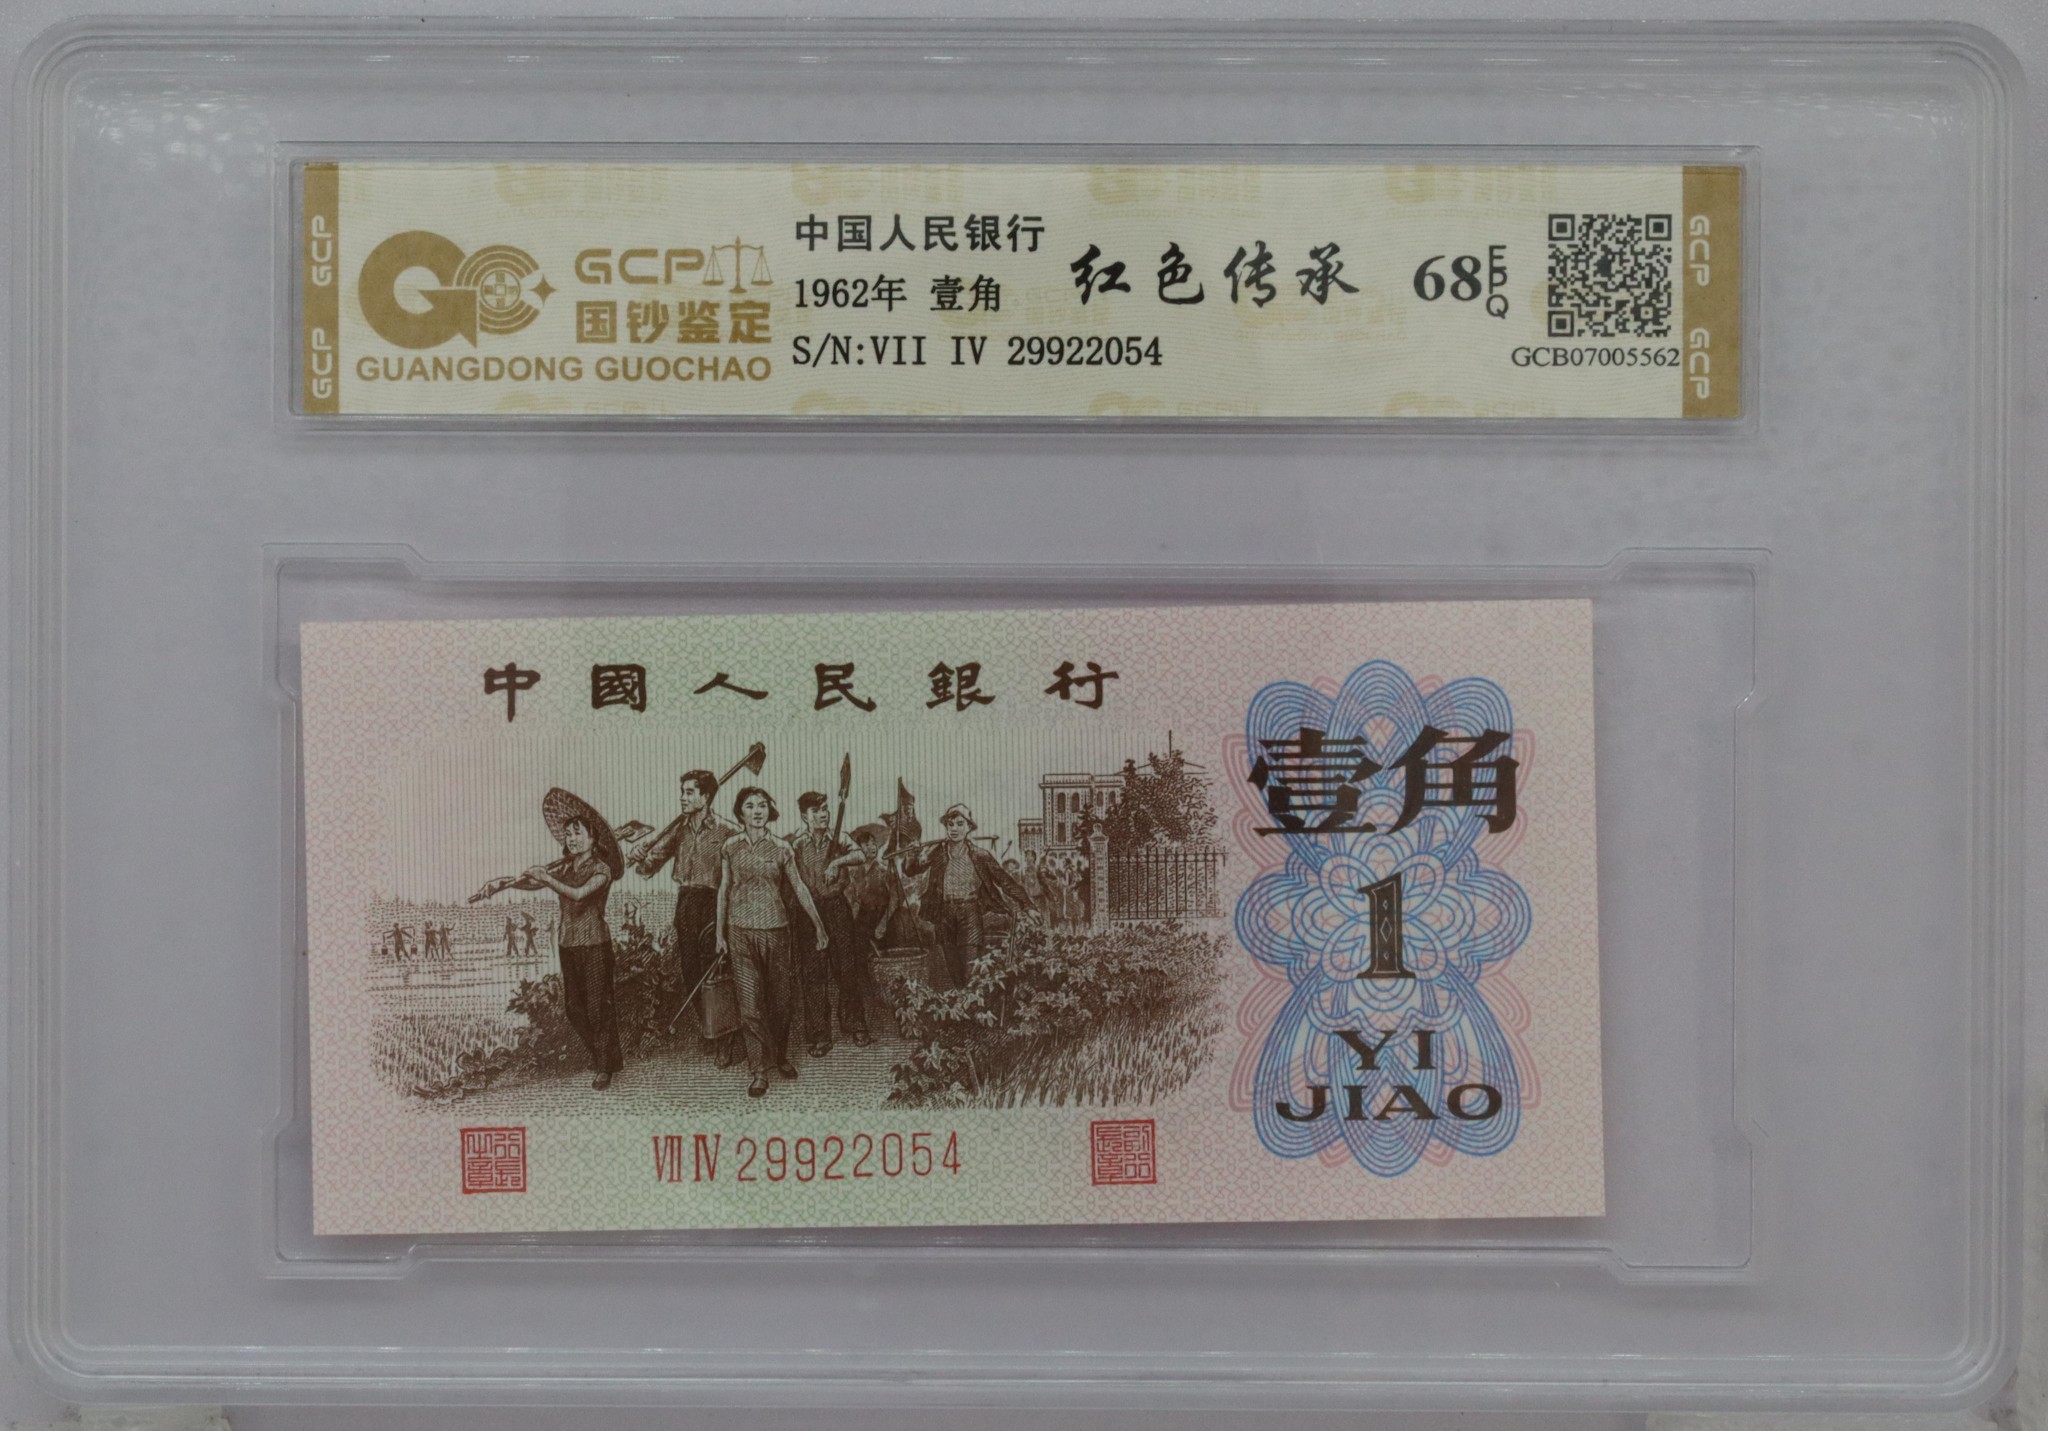 GCP
GCP
GCP
国钞鉴定
GUANGDONG GUOCHAO
中国人民银行
1962年 壹角
S/N:VII IV 29922054
红色传承
68 EPQ
GCB07005562
GCP
GCP
中國人民銀行
壹角
1
YI
JIAO
VII IV 29922054